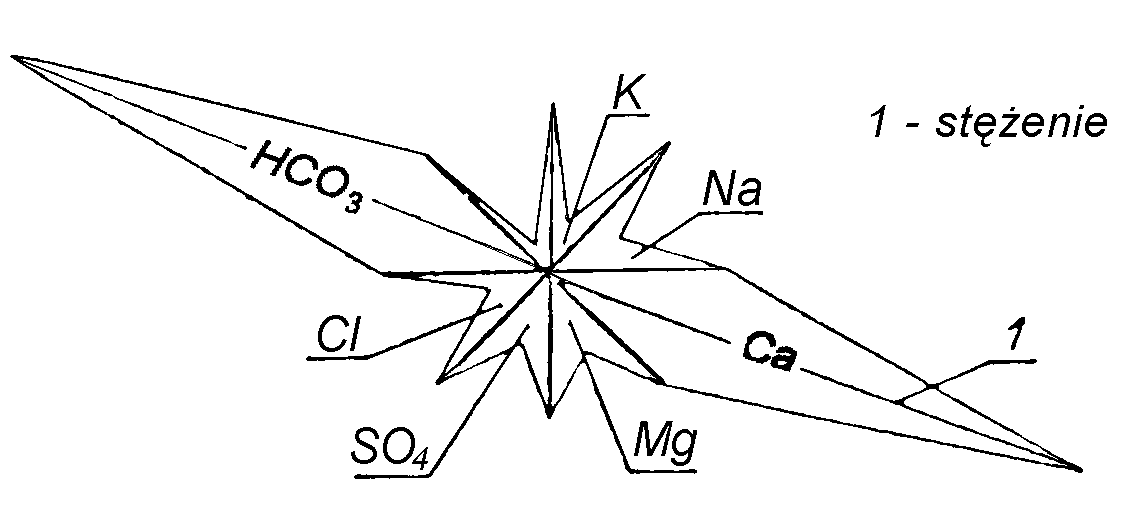 K
1 - stężenie
HCO₃
Na
Cl
Ca
1
SO₄
Mg